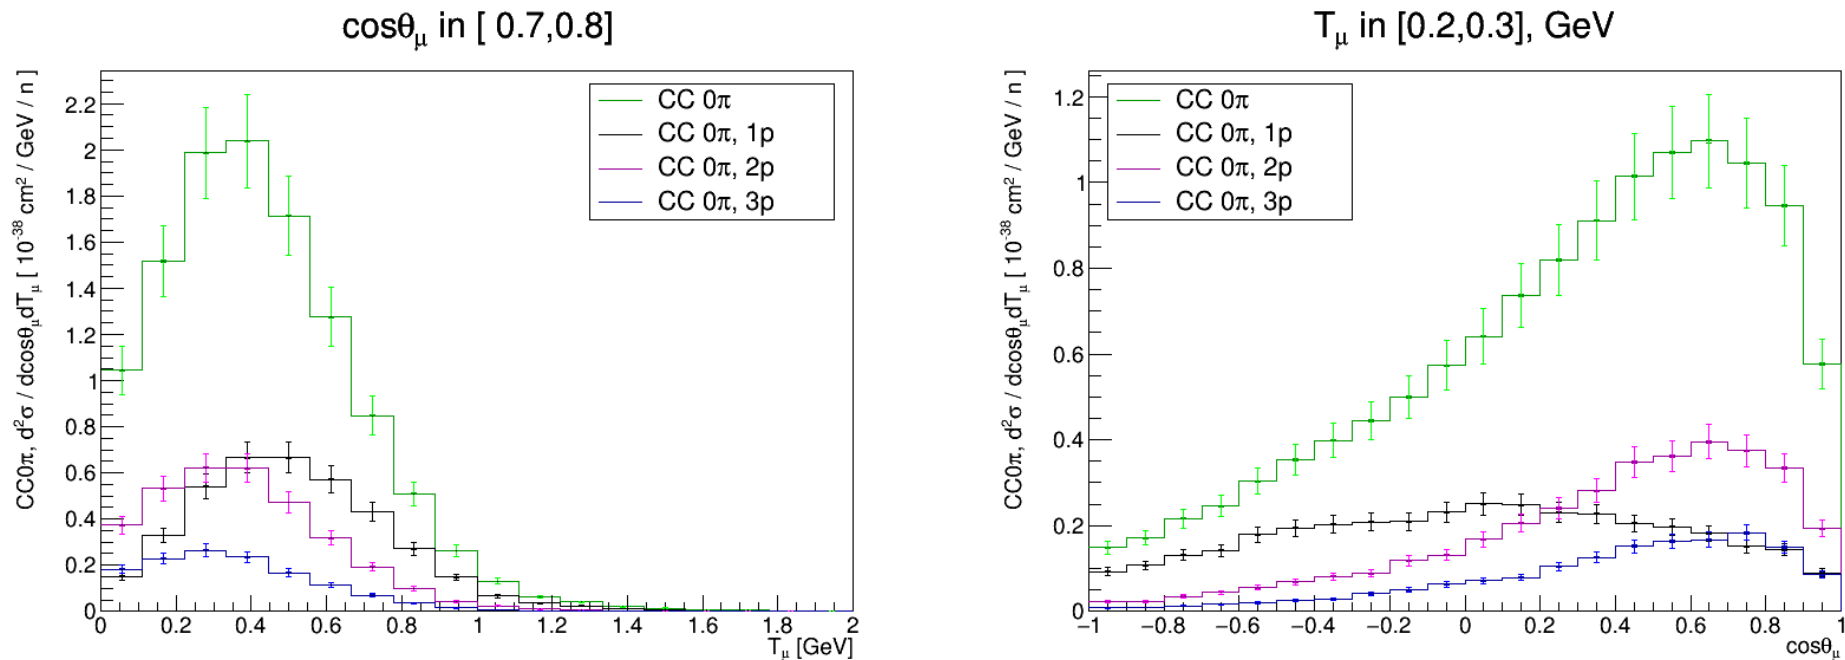 cosθμ in [ 0.7,0.8]
CC0π, d²σ / dcosθμdTμ [ 10⁻³⁸ cm² / GeV / n ]
2.2
2
1.8
1.6
1.4
1.2
1
0.8
0.6
0.4
0.2
0
CC 0π
CC 0π, 1p
CC 0π, 2p
CC 0π, 3p
0 0.2 0.4 0.6 0.8 1 1.2 1.4 1.6 1.8 2
Tμ [GeV]
Tμ in [0.2,0.3], GeV
CC0π, d²σ / dcosθμdTμ [ 10⁻³⁸ cm² / GeV / n ]
1.2
1
0.8
0.6
0.4
0.2
0
CC 0π
CC 0π, 1p
CC 0π, 2p
CC 0π, 3p
−1 −0.8 −0.6 −0.4 −0.2 0 0.2 0.4 0.6 0.8 1
cosθμ